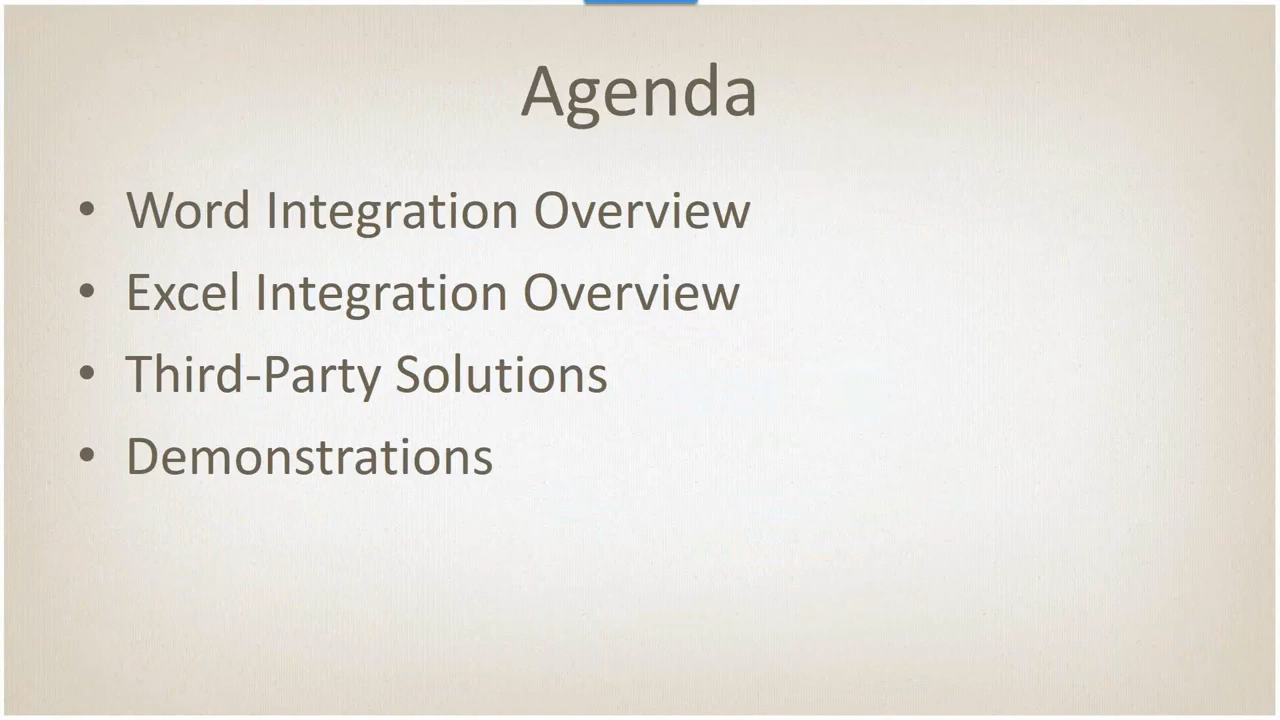 Agenda
• Word Integration Overview
• Excel Integration Overview
• Third-Party Solutions
• Demonstrations